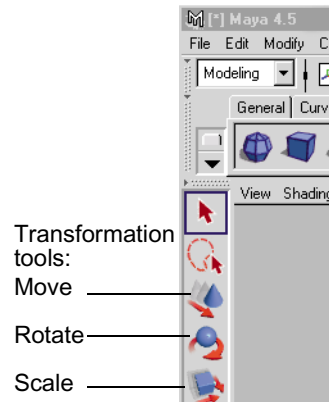 [*] Maya 4.5
File Edit Modify C
Modeling
General Curv
View Shading
Transformation
tools:
Move
Rotate
Scale